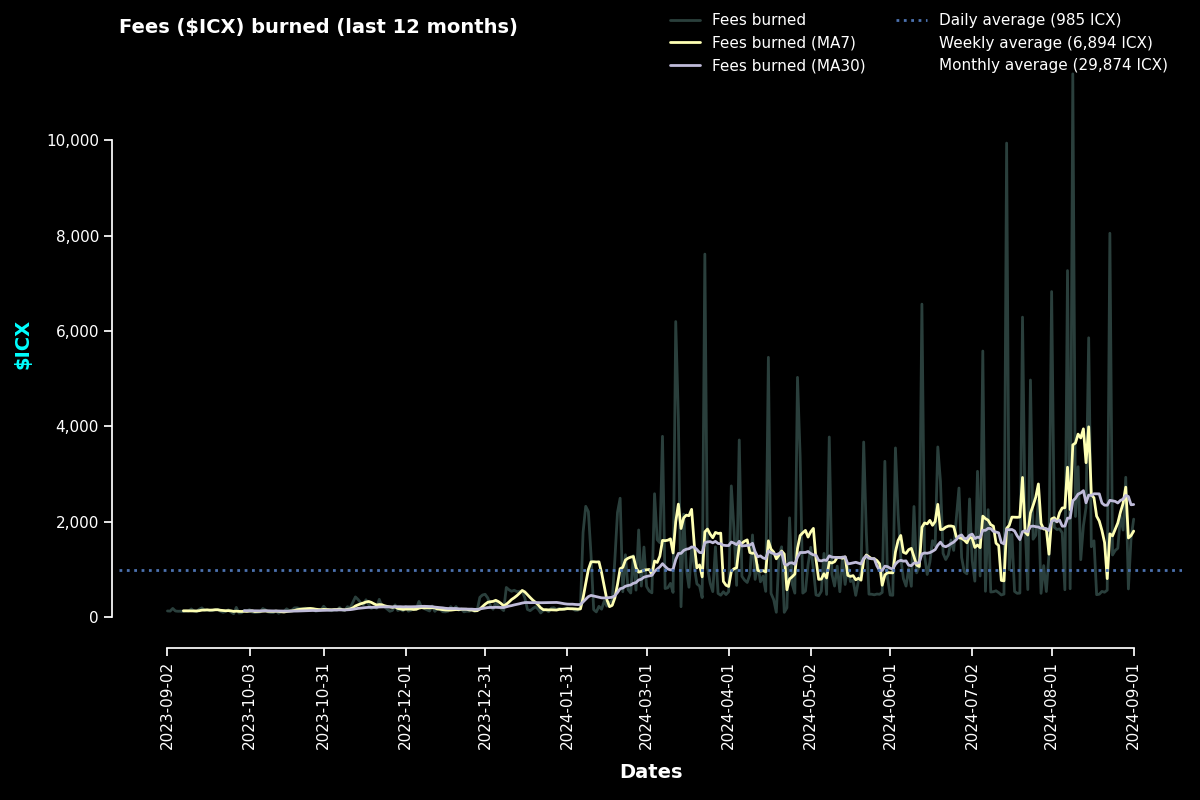 Fees ($ICX) burned (last 12 months)
Fees burned
Fees burned (MA7)
Fees burned (MA30)
Daily average (985 ICX)
Weekly average (6,894 ICX)
Monthly average (29,874 ICX)
10,000
8,000
6,000
4,000
2,000
0
$ICX
2023-09-02
2023-10-03
2023-10-31
2023-12-01
2023-12-31
2024-01-31
2024-03-01
2024-04-01
2024-05-02
2024-06-01
2024-07-02
2024-08-01
2024-09-01
Dates